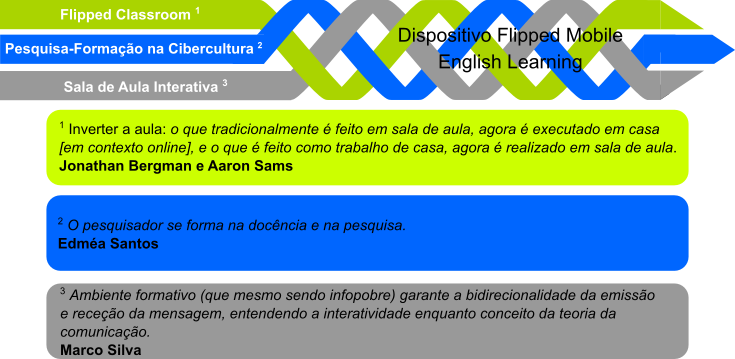 Flipped Classroom ¹
Pesquisa-Formação na Cibercultura ²
Sala de Aula Interativa ³
Dispositivo Flipped Mobile
English Learning
¹ Inverter a aula: o que tradicionalmente é feito em sala de aula, agora é executado em casa
[em contexto online], e o que é feito como trabalho de casa, agora é realizado em sala de aula.
Jonathan Bergman e Aaron Sams
² O pesquisador se forma na docência e na pesquisa.
Edméa Santos
³ Ambiente formativo (que mesmo sendo infopobre) garante a bidirecionalidade da emissão
e receção da mensagem, entendendo a interatividade enquanto conceito da teoria da
comunicação.
Marco Silva